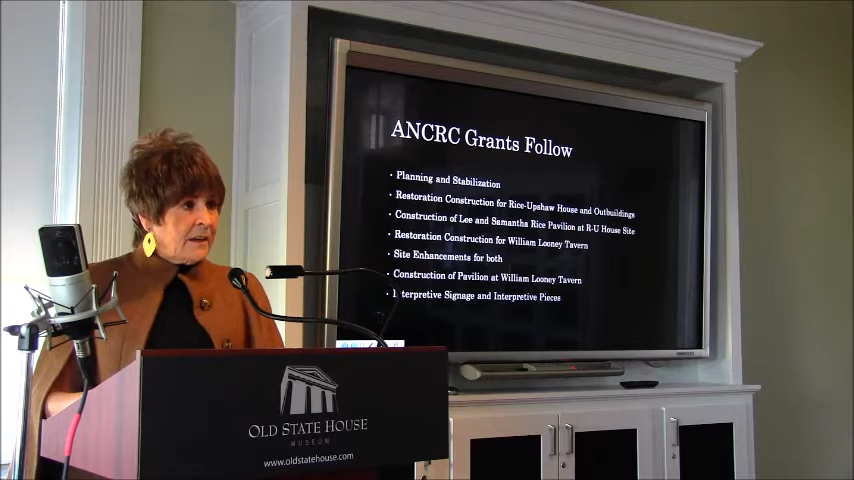 ANCRC Grants Follow
• Planning and Stabilization
• Restoration Construction for Rice-Upshaw House and Outbuildings
• Construction of Lee and Samantha Rice Pavilion at R-U House Site
• Restoration Construction for William Looney Tavern
• Site Enhancements for both
• Construction of Pavilion at William Looney Tavern
• Interpretive Signage and Interpretive Pieces
OLD STATE HOUSE
MUSEUM
www.oldstatehouse.com